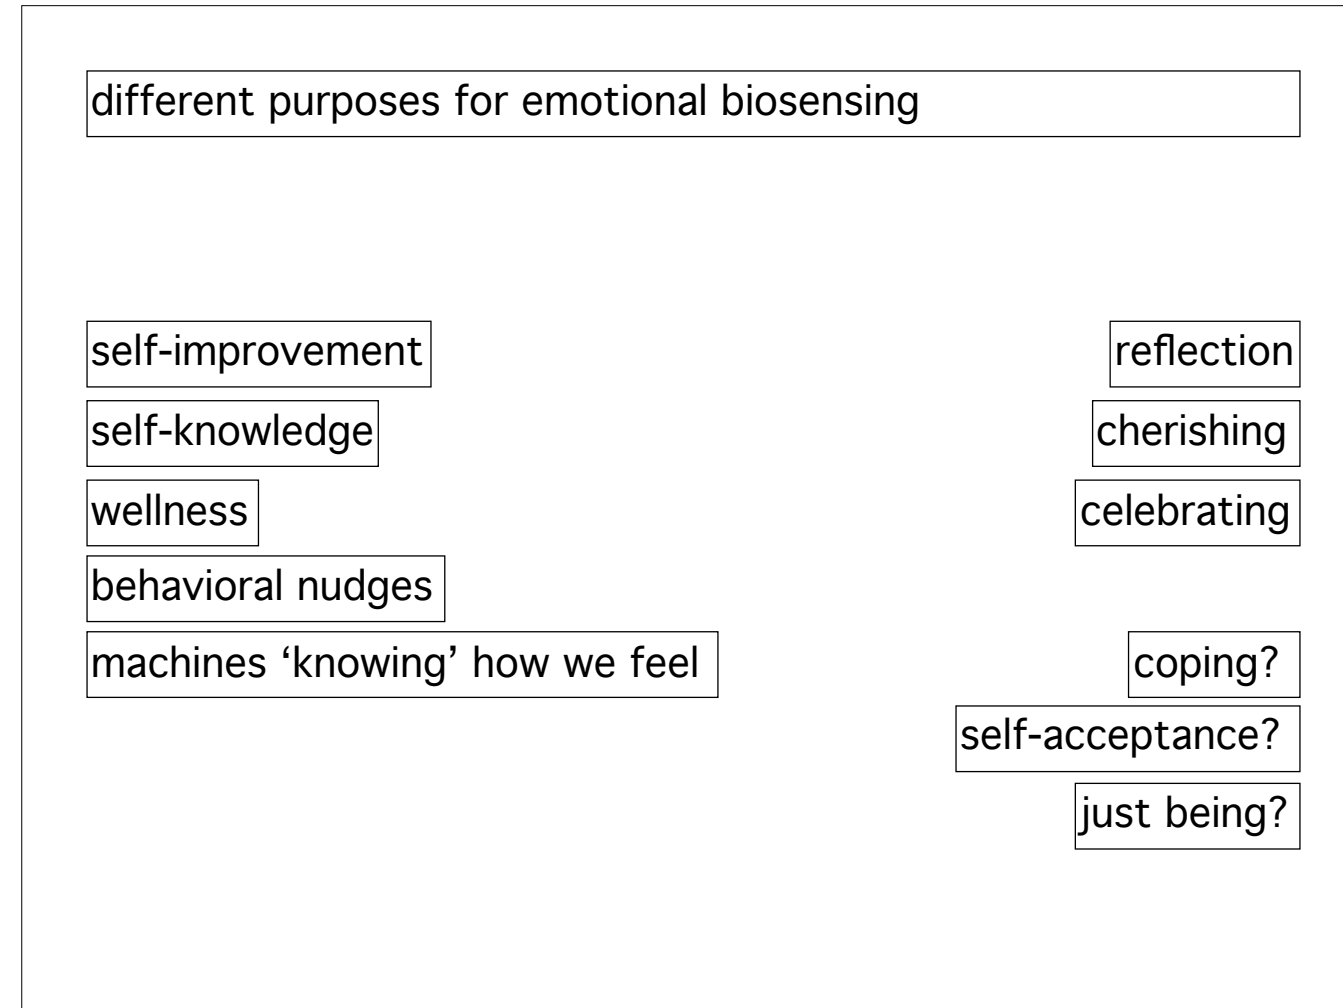 different purposes for emotional biosensing
self-improvement
self-knowledge
wellness
behavioral nudges
machines ‘knowing’ how we feel
reflection
cherishing
celebrating
coping?
self-acceptance?
just being?